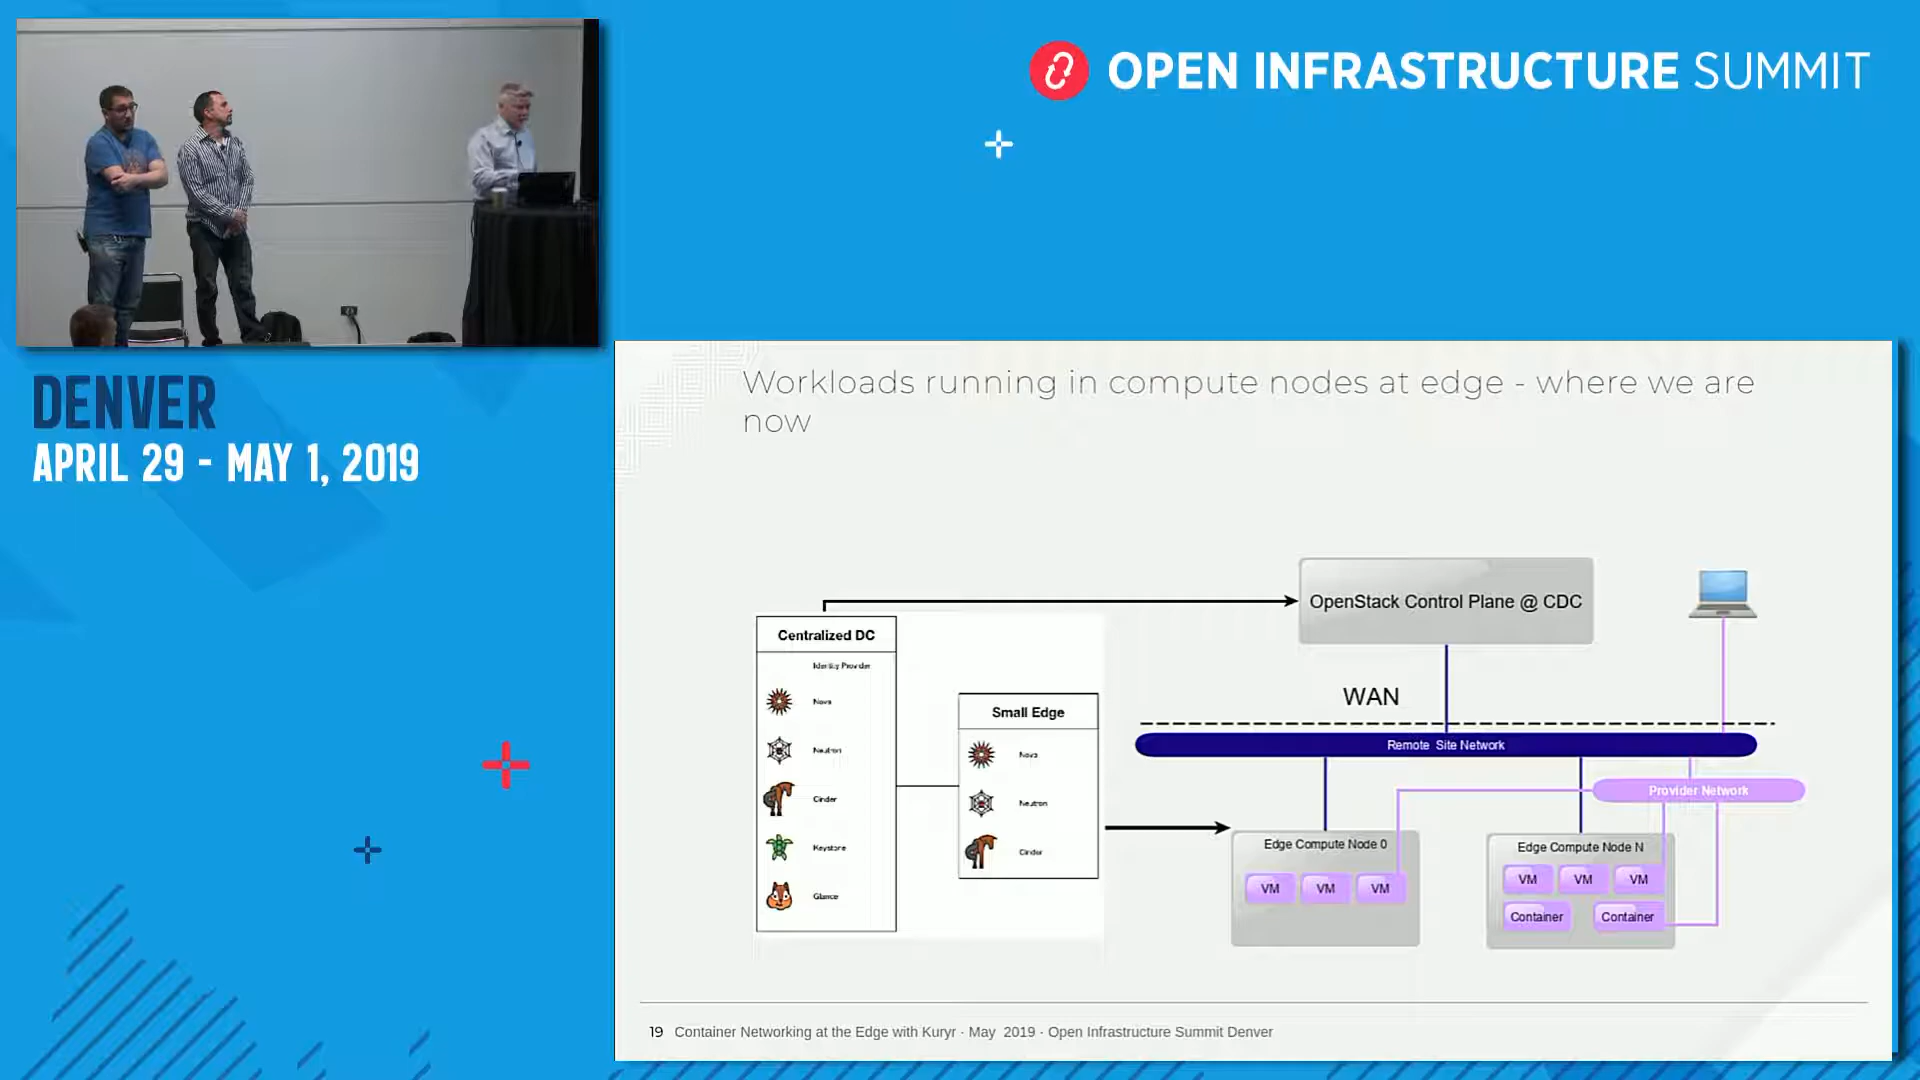 OPEN INFRASTRUCTURE SUMMIT
DENVER
APRIL 29 - MAY 1, 2019
Workloads running in compute nodes at edge - where we are
now
OpenStack Control Plane @ CDC
Centralized DC
Identity Provider
Nova
Neutron
Cinder
Keystone
Glance
Small Edge
Nova
Neutron
Cinder
WAN
Remote Site Network
Provider Network
Edge Compute Node 0
VM VM VM
Edge Compute Node N
VM VM VM
Container Container
19 Container Networking at the Edge with Kuryr · May 2019 · Open Infrastructure Summit Denver